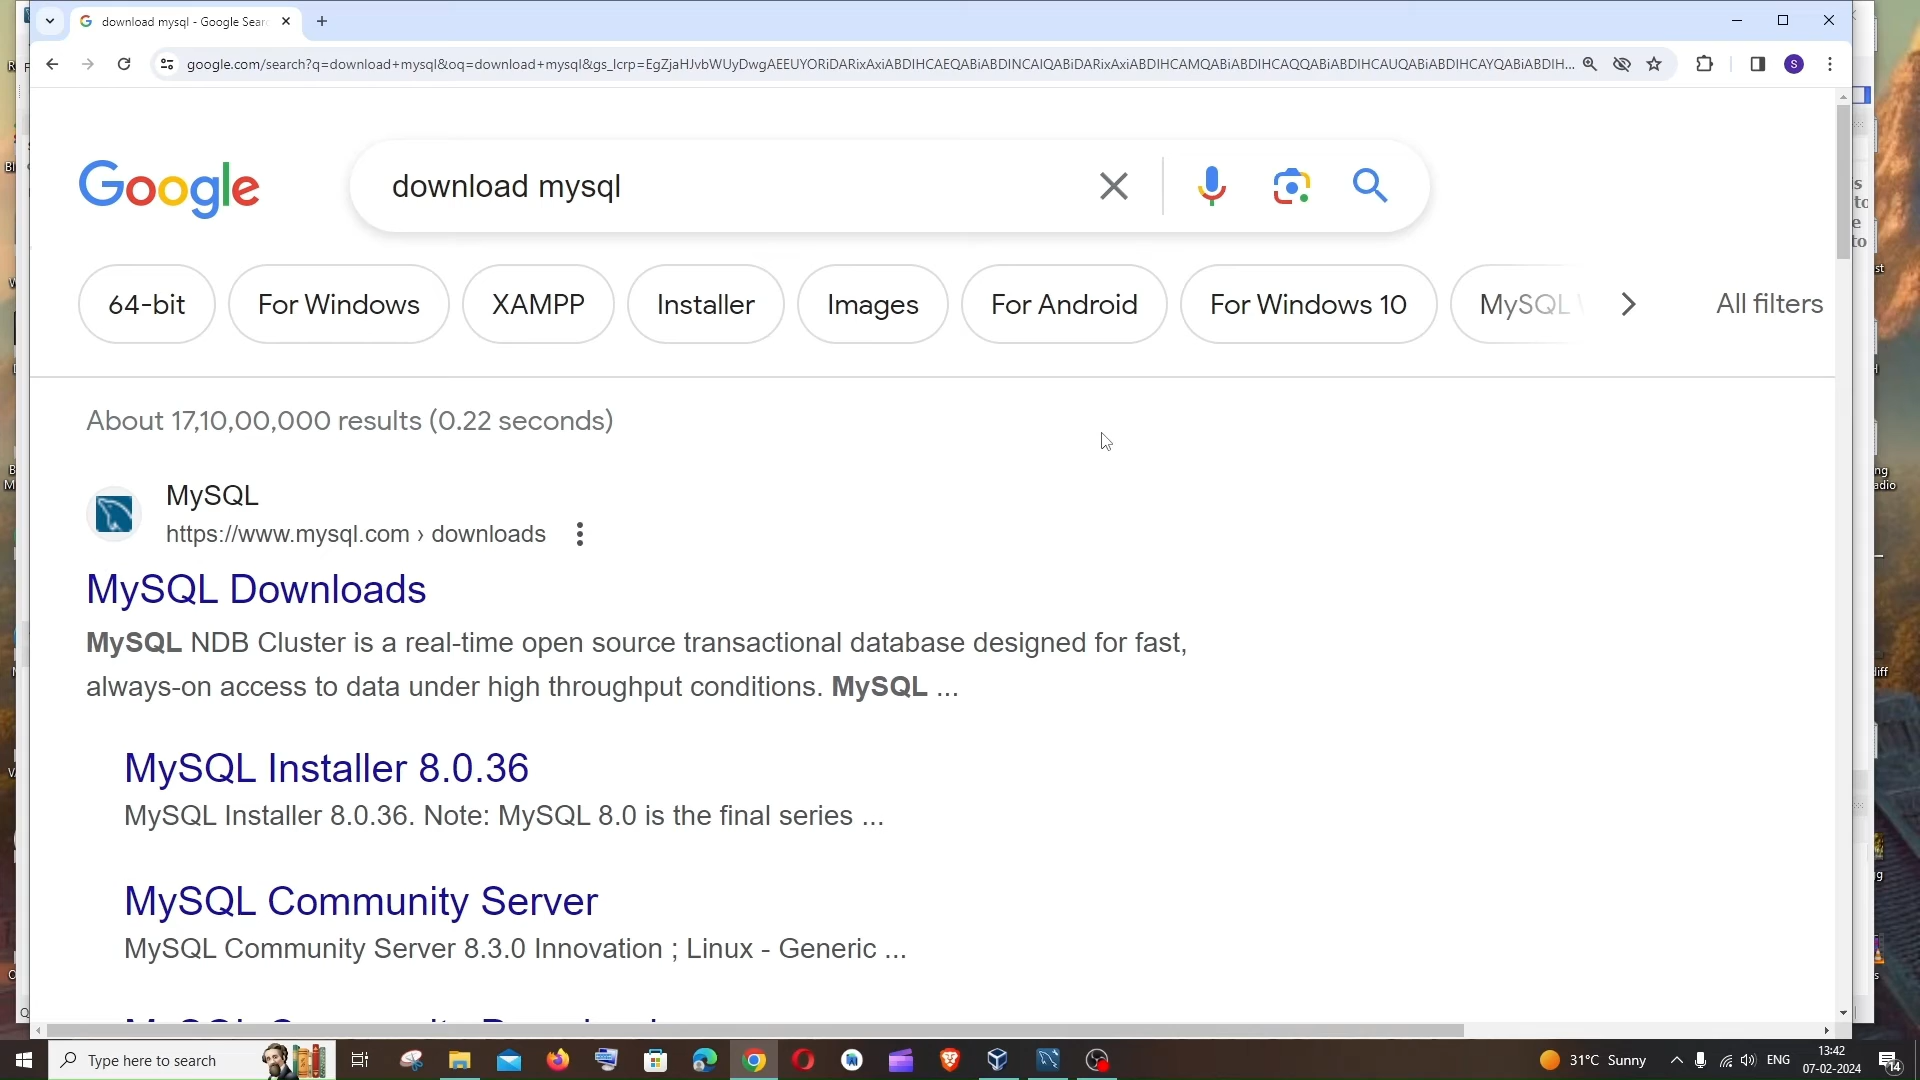 download mysql - Google Sear
google.com/search?q=download+mysql&oq=download+mysql&gs_lcrp=EgZjaHJvbWUyDwgAEEUYORiDARixAxiABDIHCAEQABiABDINCAIQABiDARixAxiABDIHCAMQABiABDIHCAQQABiABDIHCAUQABiABDIHCAYQABiABDIH...
S
Google
download mysql
64-bit
For Windows
XAMPP
Installer
Images
For Android
For Windows 10
MySQL
All filters
About 17,10,00,000 results (0.22 seconds)
MySQL
https://www.mysql.com › downloads
MySQL Downloads
MySQL NDB Cluster is a real-time open source transactional database designed for fast,
always-on access to data under high throughput conditions. MySQL ...
MySQL Installer 8.0.36
MySQL Installer 8.0.36. Note: MySQL 8.0 is the final series ...
MySQL Community Server
MySQL Community Server 8.3.0 Innovation ; Linux - Generic ...
Type here to search
31°C Sunny
ENG
13:42
07-02-2024
14